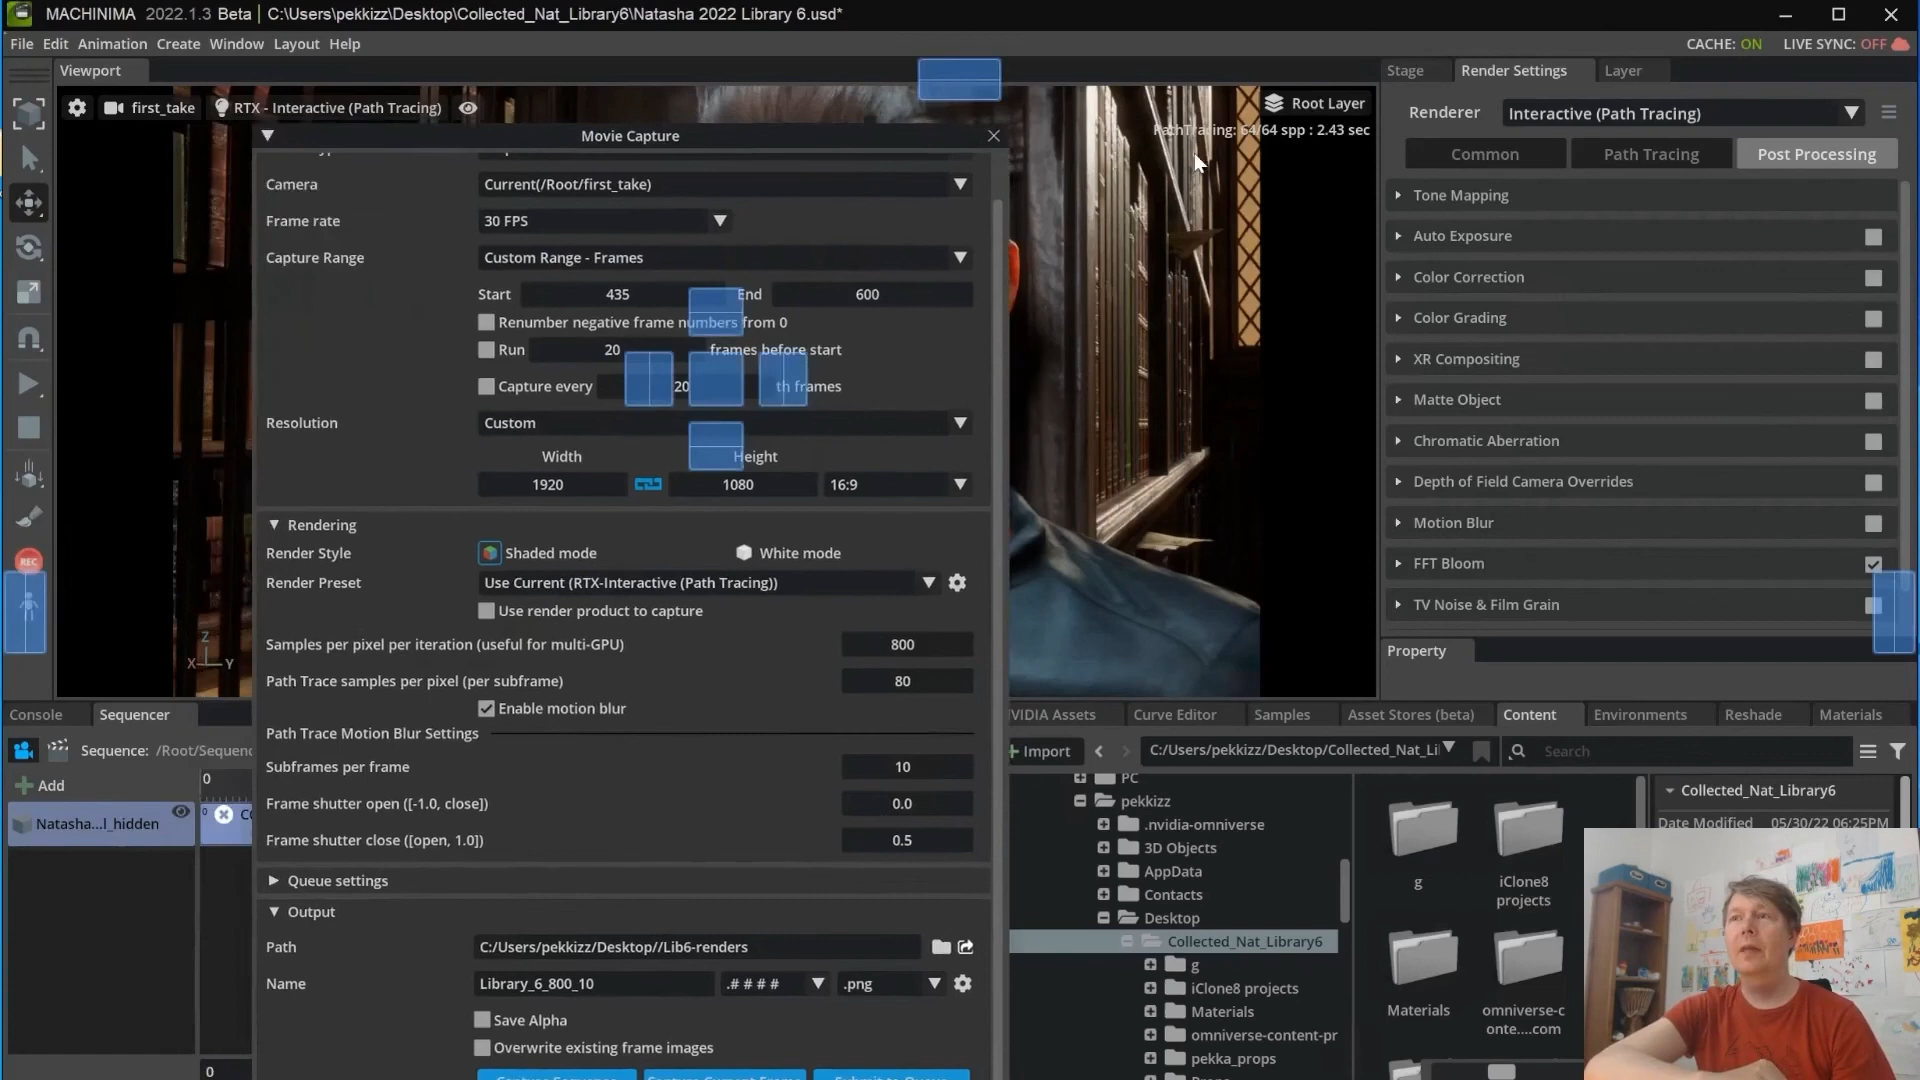 MACHINIMA 2022.1.3 Beta | C:\Users\pekkizz\Desktop\Collected_Nat_Library6\Natasha 2022 Library 6.usd*
File Edit Animation Create Window Layout Help
CACHE: ON LIVE SYNC: OFF
Viewport
Stage Render Settings Layer
first_take RTX - Interactive (Path Tracing)
Root Layer
PathTracing: 64/64 spp : 2.43 sec
Renderer Interactive (Path Tracing)
Common Path Tracing Post Processing
Tone Mapping
Auto Exposure
Color Correction
Color Grading
XR Compositing
Matte Object
Chromatic Aberration
Depth of Field Camera Overrides
Motion Blur
FFT Bloom
TV Noise & Film Grain
Property
Movie Capture
Camera Current(/Root/first_take)
Frame rate 30 FPS
Capture Range Custom Range - Frames
Start 435 End 600
Renumber negative frame numbers from 0
Run 20 frames before start
Capture every 20 th frames
Resolution Custom
Width Height
1920 1080 16:9
Rendering
Render Style Shaded mode White mode
Render Preset Use Current (RTX-Interactive (Path Tracing))
Use render product to capture
Samples per pixel per iteration (useful for multi-GPU) 800
Path Trace samples per pixel (per subframe) 80
Enable motion blur
Path Trace Motion Blur Settings
Subframes per frame 10
Frame shutter open ([-1.0, close]) 0.0
Frame shutter close ([open, 1.0]) 0.5
Queue settings
Output
Path C:/Users/pekkizz/Desktop//Lib6-renders
Name Library_6_800_10 .#### .png
Save Alpha
Overwrite existing frame images
REC
Z
X Y
Console Sequencer
Sequence: /Root/Sequenc
Add 0
Natasha...l_hidden 0 Co
0
VIDIA Assets Curve Editor Samples Asset Stores (beta) Content Environments Reshade Materials
Import C:/Users/pekkizz/Desktop/Collected_Nat_Li Search
PC
pekkizz
.nvidia-omniverse
3D Objects
AppData
Contacts
Desktop
Collected_Nat_Library6
g
iClone8 projects
Materials
omniverse-content-pr
pekka_props
g
iClone8 projects
Materials
omniverse-c onte....com
Collected_Nat_Library6
Date Modified 05/30/22 06:25PM